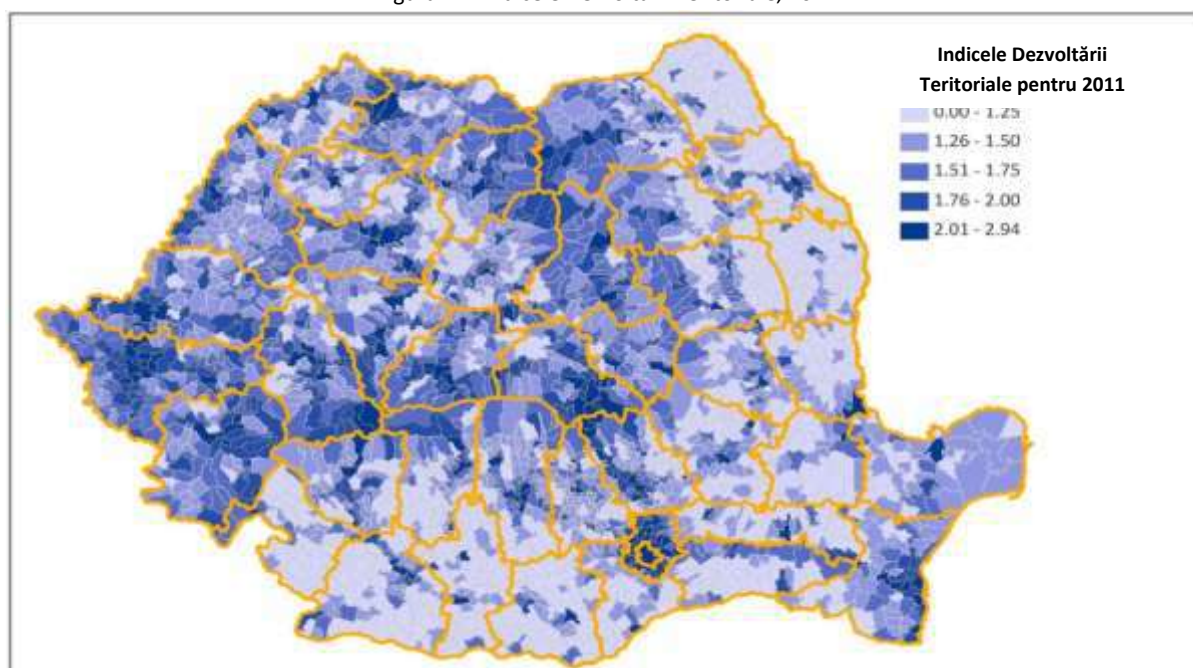 Indicele Dezvoltării
Teritoriale pentru 2011
0.00 - 1.25
1.26 - 1.50
1.51 - 1.75
1.76 - 2.00
2.01 - 2.94